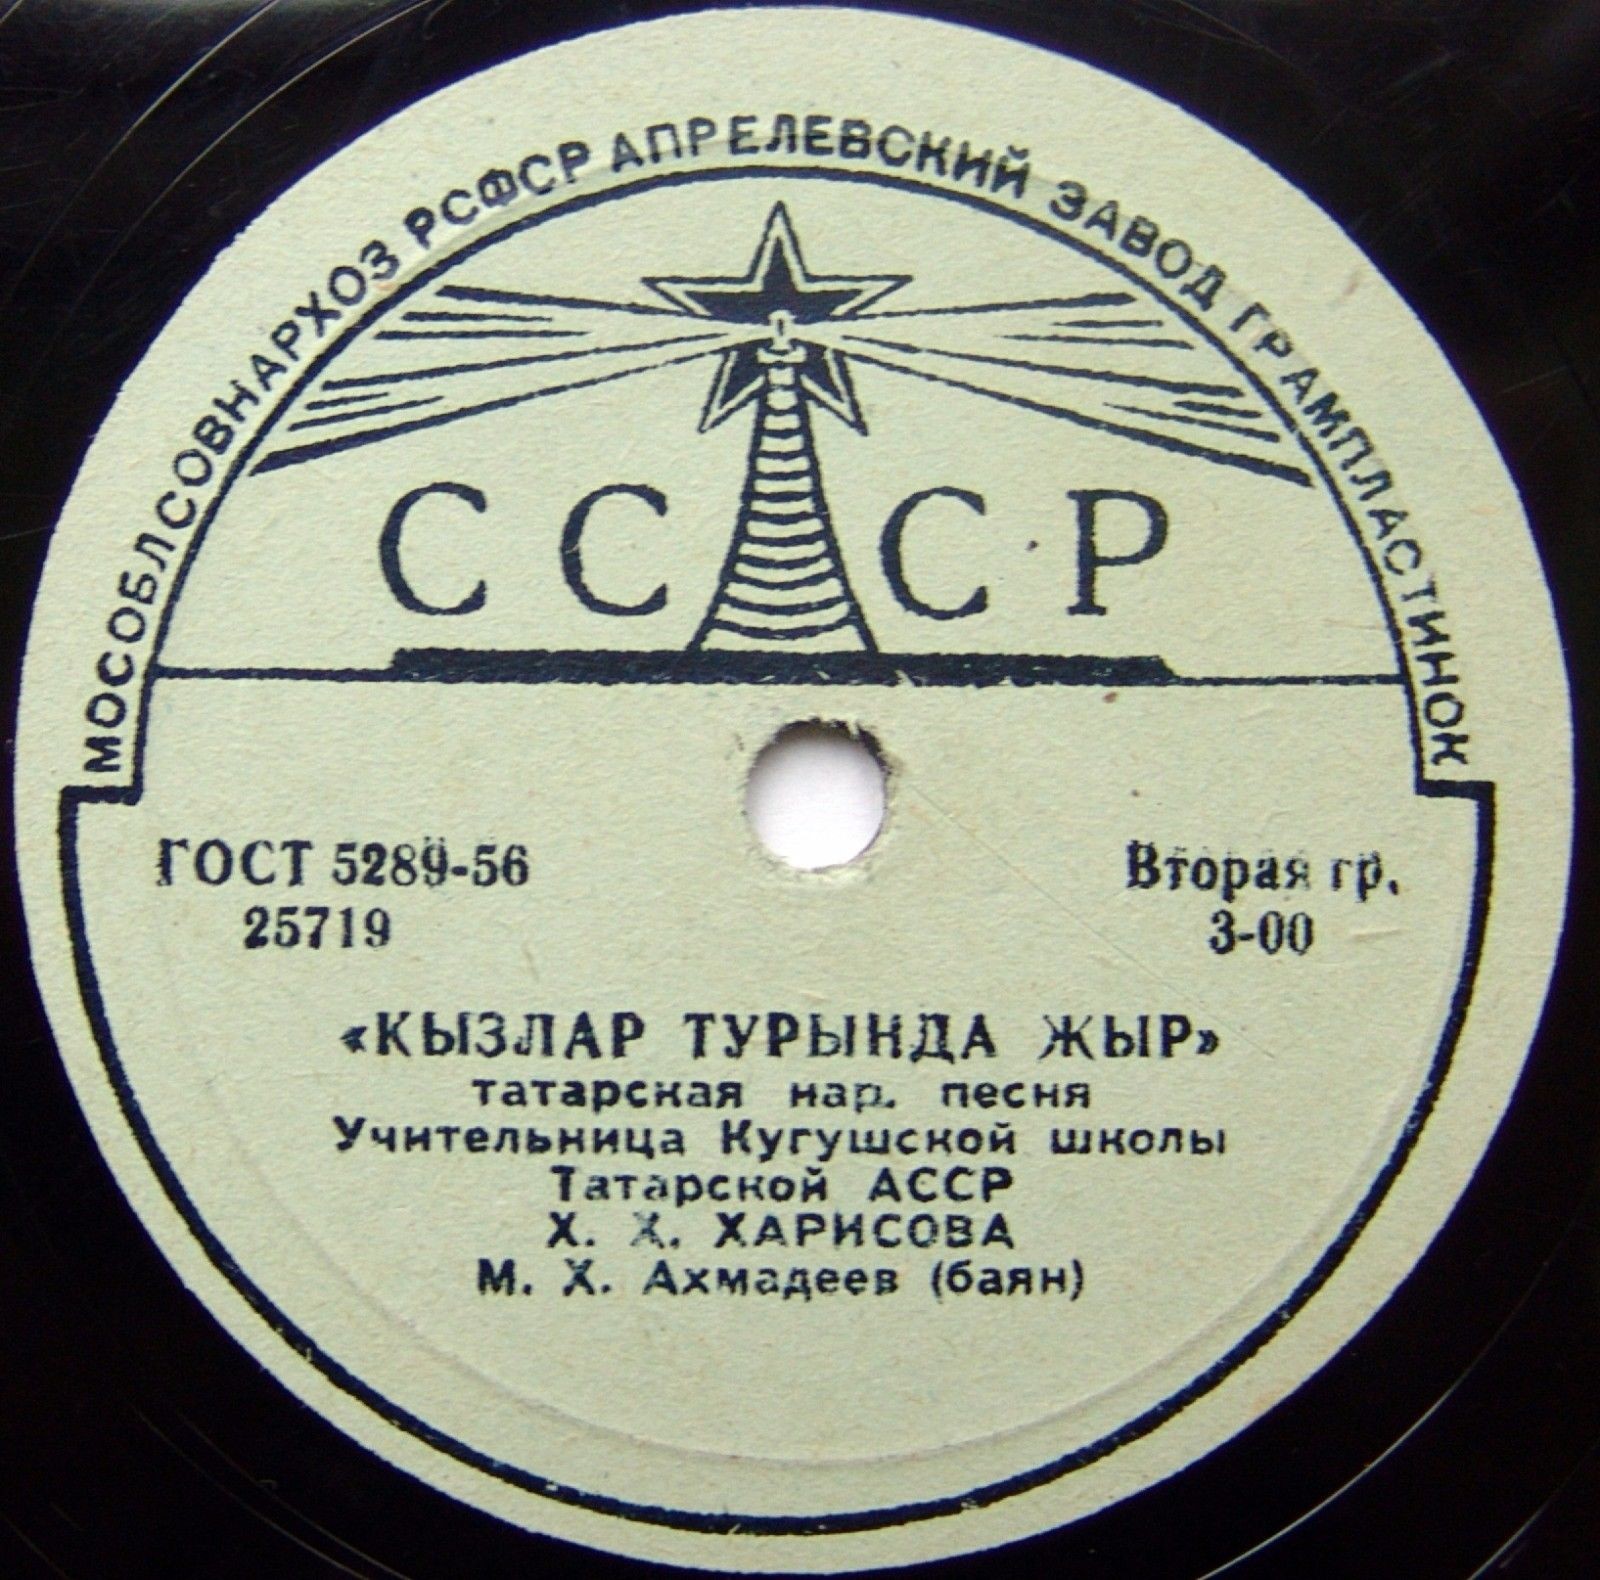 МОСОБЛСОВНАРХОЗ РСФСР АПРЕЛЕВСКИЙ ЗАВОД ГРАМПЛАСТИНОК
СССР
ГОСТ 5289-56
25719
Вторая гр.
3-00
«КЫЗЛАР ТУРЫНДА ЖЫР»
татарская нар. песня
Учительница Кугушской школы
Татарской АССР
Х. Х. ХАРИСОВА
М. Х. Ахмадеев (баян)